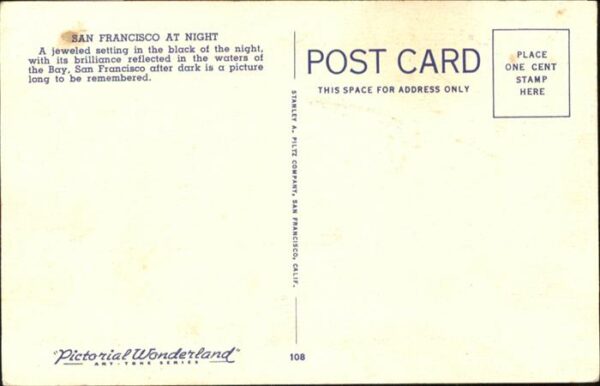 SAN FRANCISCO AT NIGHT
A jeweled setting in the black of the night,
with its brilliance reflected in the waters of
the Bay, San Francisco after dark is a picture
long to be remembered.
POST CARD
THIS SPACE FOR ADDRESS ONLY
PLACE
ONE CENT
STAMP
HERE
STANLEY A. PILTZ COMPANY, SAN FRANCISCO, CALIF.
"Pictorial Wonderland"
ART-TONE SERIES
108